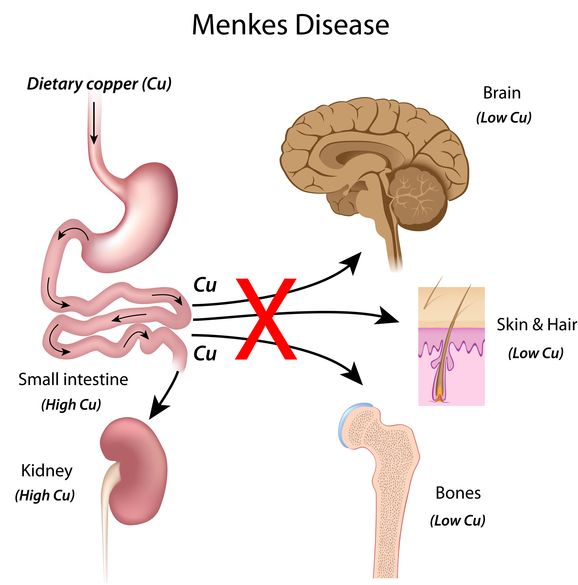 Menkes Disease
Dietary copper (Cu)
Brain
(Low Cu)
Cu
Cu
Skin & Hair
(Low Cu)
Small intestine
(High Cu)
Kidney
(High Cu)
Bones
(Low Cu)